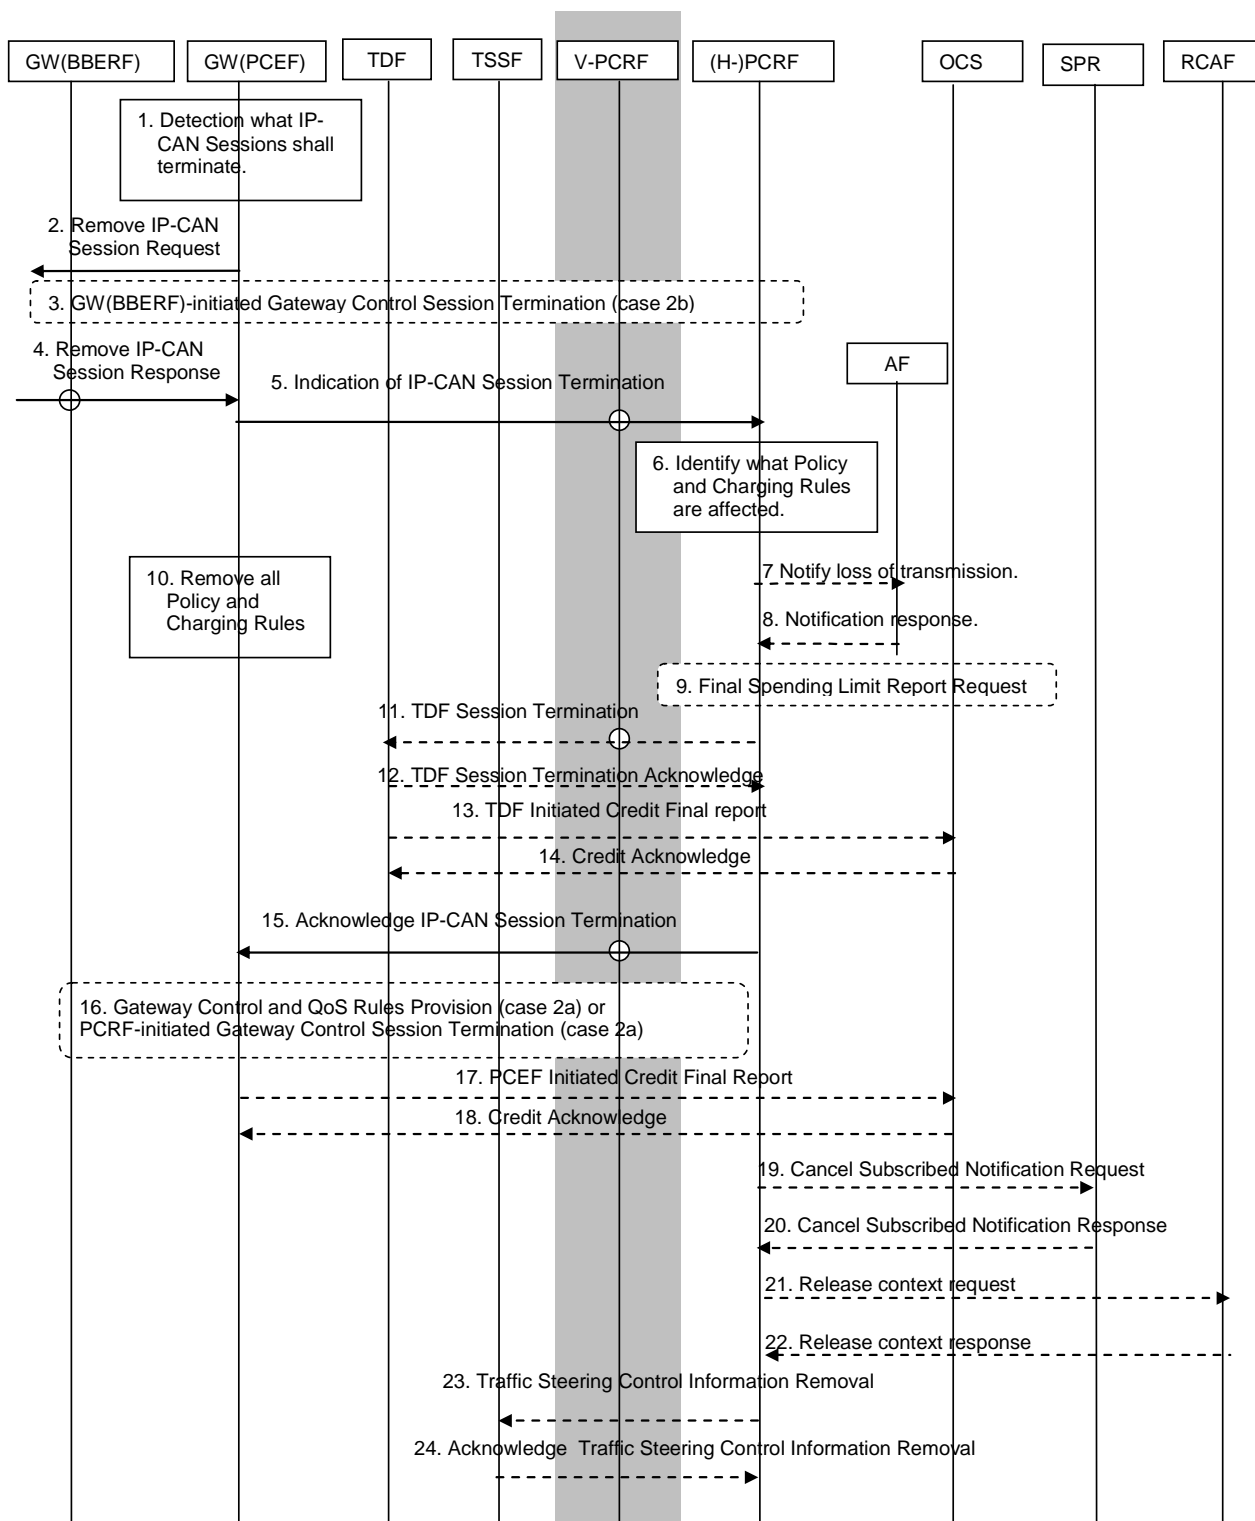 GW(BBERF)
GW(PCEF)
TDF
TSSF
V-PCRF
(H-)PCRF
OCS
SPR
RCAF
1. Detection what IP-
CAN Sessions shall
terminate.
2. Remove IP-CAN
Session Request
3. GW(BBERF)-initiated Gateway Control Session Termination (case 2b)
4. Remove IP-CAN
Session Response
AF
5. Indication of IP-CAN Session Termination
6. Identify what Policy
and Charging Rules
are affected.
7 Notify loss of transmission.
10. Remove all
Policy and
Charging Rules
8. Notification response.
9. Final Spending Limit Report Request
11. TDF Session Termination
12. TDF Session Termination Acknowledge
13. TDF Initiated Credit Final report
14. Credit Acknowledge
15. Acknowledge IP-CAN Session Termination
16. Gateway Control and QoS Rules Provision (case 2a) or
PCRF-initiated Gateway Control Session Termination (case 2a)
17. PCEF Initiated Credit Final Report
18. Credit Acknowledge
19. Cancel Subscribed Notification Request
20. Cancel Subscribed Notification Response
21. Release context request
22. Release context response
23. Traffic Steering Control Information Removal
24. Acknowledge Traffic Steering Control Information Removal